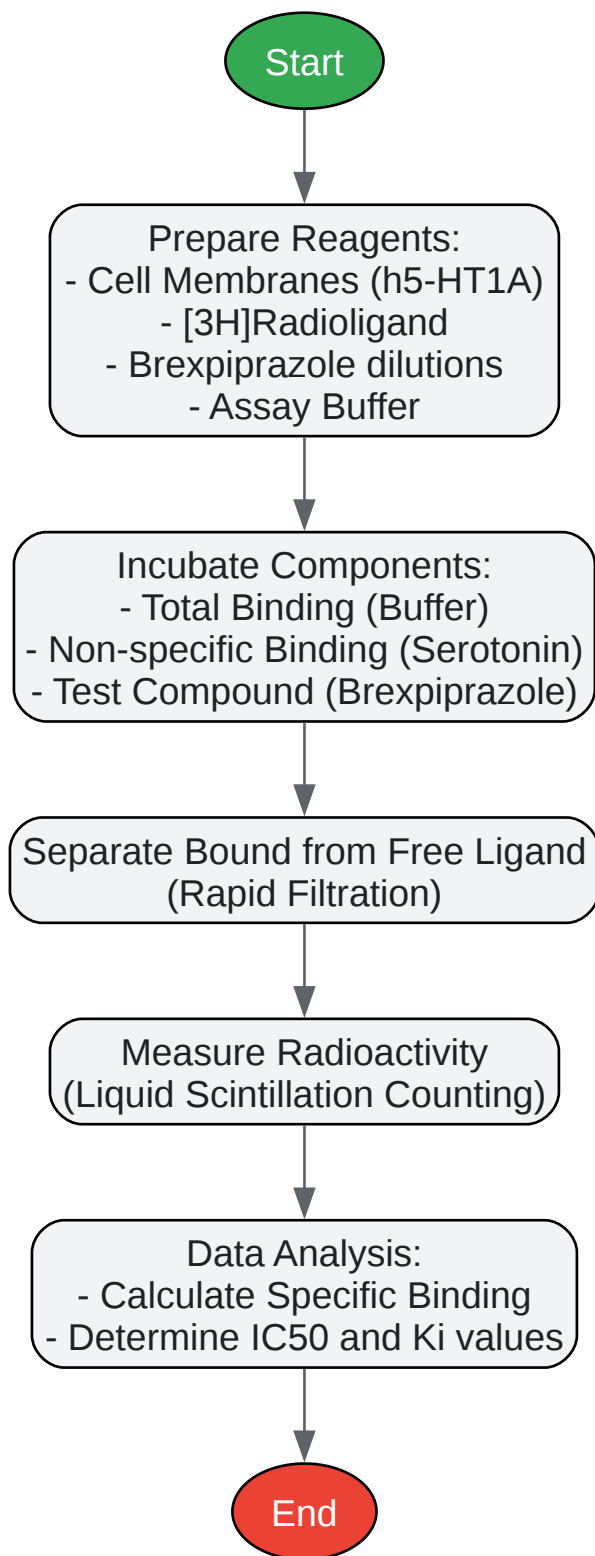 Start
Prepare Reagents:
- Cell Membranes (h5-HT1A)
- [3H]Radioligand
- Brexpiprazole dilutions
- Assay Buffer
Incubate Components:
- Total Binding (Buffer)
- Non-specific Binding (Serotonin)
- Test Compound (Brexpiprazole)
Separate Bound from Free Ligand
(Rapid Filtration)
Measure Radioactivity
(Liquid Scintillation Counting)
Data Analysis:
- Calculate Specific Binding
- Determine IC50 and Ki values
End